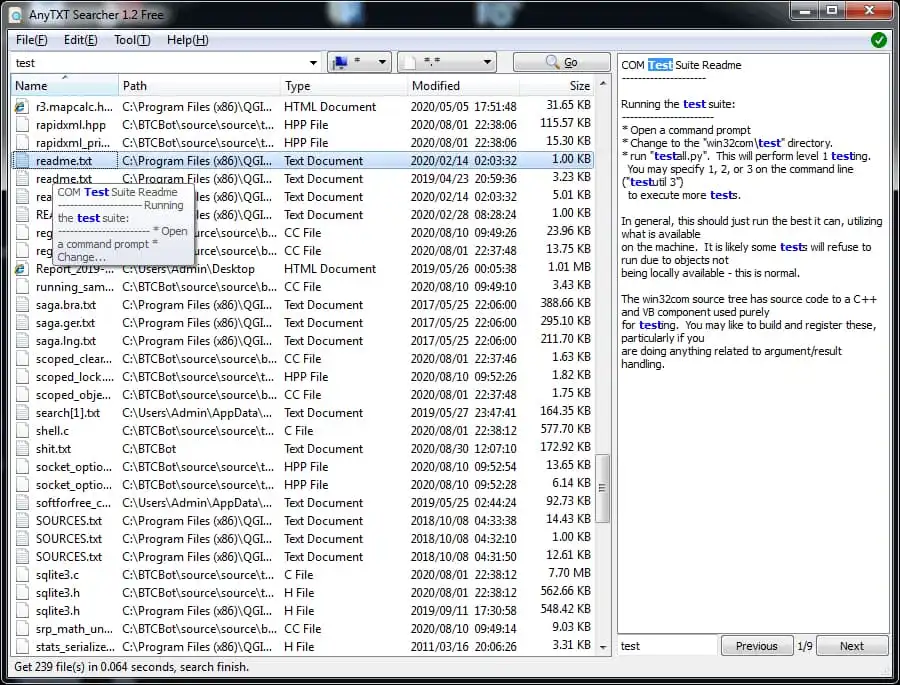 AnyTXT Searcher 1.2 Free
File(F) Edit(E) Tool(T) Help(H)
test * *.* Go
Name Path Type Modified Size
r3.mapcalc.h... C:\Program Files (x86)\QGI... HTML Document 2020/05/05 17:51:48 31.65 KB
rapidxml.hpp C:\BTCBot\source\source\t... HPP File 2020/08/01 22:38:06 115.57 KB
rapidxml_pri... C:\BTCBot\source\source\t... HPP File 2020/08/01 22:38:06 15.30 KB
readme.txt C:\Program Files (x86)\QGI... Text Document 2020/02/14 02:03:32 1.00 KB
readme.txt C:\Program Files (x86)\QGI... Text Document 2019/04/23 20:59:36 3.23 KB
rea Text Document 2020/02/14 02:03:32 5.01 KB
REA Text Document 2020/02/28 08:28:24 1.00 KB
reg CC File 2020/08/10 09:49:26 23.96 KB
reg CC File 2020/08/01 22:37:48 13.75 KB
Report_2019-... C:\Users\Admin\Desktop HTML Document 2019/05/26 00:05:38 1.01 MB
running_sam... C:\BTCBot\source\source\b... CC File 2020/08/10 09:49:10 3.43 KB
saga.bra.txt C:\Program Files (x86)\QGI... Text Document 2017/05/25 22:06:00 388.66 KB
saga.ger.txt C:\Program Files (x86)\QGI... Text Document 2017/05/25 22:06:00 295.10 KB
saga.lng.txt C:\Program Files (x86)\QGI... Text Document 2017/05/25 22:06:00 211.70 KB
scoped_clear... C:\BTCBot\source\source\b... CC File 2020/08/01 22:37:46 1.63 KB
scoped_lock.... C:\BTCBot\source\source\t... HPP File 2020/08/10 09:52:26 1.82 KB
scoped_obje... C:\BTCBot\source\source\b... CC File 2020/08/01 22:37:48 1.75 KB
search[1].txt C:\Users\Admin\AppData\... Text Document 2019/05/27 23:47:41 164.35 KB
shell.c C:\BTCBot\source\source\t... C File 2020/08/01 22:38:12 577.70 KB
shit.txt C:\BTCBot Text Document 2020/08/30 12:07:10 172.92 KB
socket_optio... C:\BTCBot\source\source\t... HPP File 2020/08/10 09:52:54 13.65 KB
socket_optio... C:\BTCBot\source\source\t... HPP File 2020/08/10 09:52:28 6.14 KB
softforfree_c... C:\Users\Admin\AppData\... Text Document 2019/05/25 02:44:24 92.73 KB
SOURCES.txt C:\Program Files (x86)\QGI... Text Document 2018/10/08 04:33:38 14.43 KB
SOURCES.txt C:\Program Files (x86)\QGI... Text Document 2018/10/08 04:32:10 1.00 KB
SOURCES.txt C:\Program Files (x86)\QGI... Text Document 2018/10/08 04:31:50 12.61 KB
sqlite3.c C:\BTCBot\source\source\t... C File 2020/08/01 22:38:12 7.70 MB
sqlite3.h C:\BTCBot\source\source\t... H File 2020/08/01 22:38:12 562.66 KB
sqlite3.h C:\Program Files (x86)\QGI... H File 2019/09/11 17:30:58 548.42 KB
srp_math_un... C:\BTCBot\source\source\b... CC File 2020/08/10 09:49:14 9.03 KB
stats_serialize... C:\Program Files (x86)\QGI... H File 2011/03/16 20:06:26 3.31 KB
COM Test Suite Readme
---------------------- Running
the test suite:
----------------------- * Open
a command prompt *
Change...
COM Test Suite Readme
----------------------
Running the test suite:
------------------------
* Open a command prompt
* Change to the "win32com\test" directory.
* run "testall.py". This will perform level 1 testing.
You may specify 1, 2, or 3 on the command line
("testutil 3")
to execute more tests.
In general, this should just run the best it can, utilizing
what is available
on the machine. It is likely some tests will refuse to
run due to objects not
being locally available - this is normal.
The win32com source tree has source code to a C++
and VB component used purely
for testing. You may like to build and register these,
particularly if you
are doing anything related to argument/result
handling.
test Previous 1/9 Next
Get 239 file(s) in 0.064 seconds, search finish.